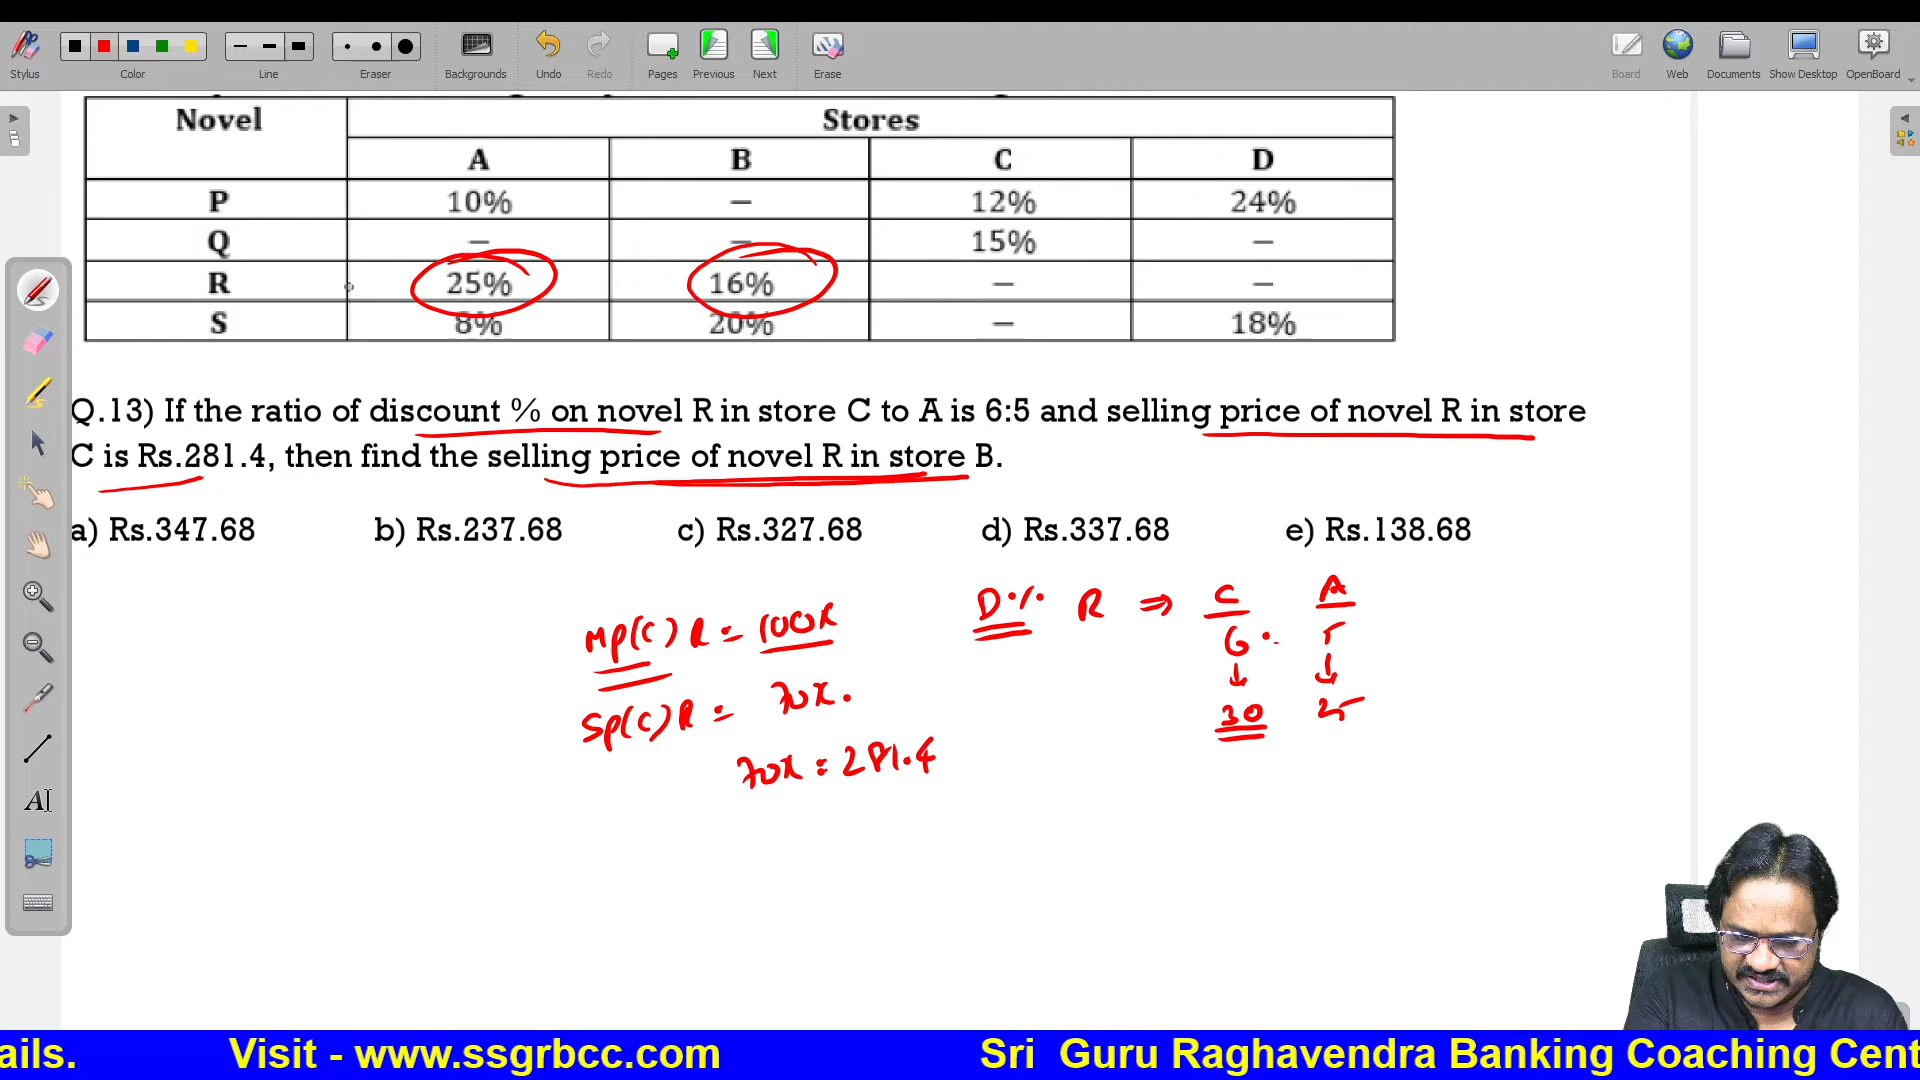 Stylus Color Line Eraser Backgrounds Undo Redo Pages Previous Next Erase Board Web Documents Show Desktop OpenBoard
Novel Stores
A B C D
P 10% – 12% 24%
Q – – 15% –
R 25% 16% – –
S 8% 20% – 18%
Q.13) If the ratio of discount % on novel R in store C to A is 6:5 and selling price of novel R in store
C is Rs.281.4, then find the selling price of novel R in store B.
a) Rs.347.68 b) Rs.237.68 c) Rs.327.68 d) Rs.337.68 e) Rs.138.68
D% R ⇒ C A
Mp(C) R = 100x
6 : 5
↓ ↓
Sp(C) R = 70x.
30 25
70x = 281.4
ails. Visit - www.ssgrbcc.com Sri Guru Raghavendra Banking Coaching Cent